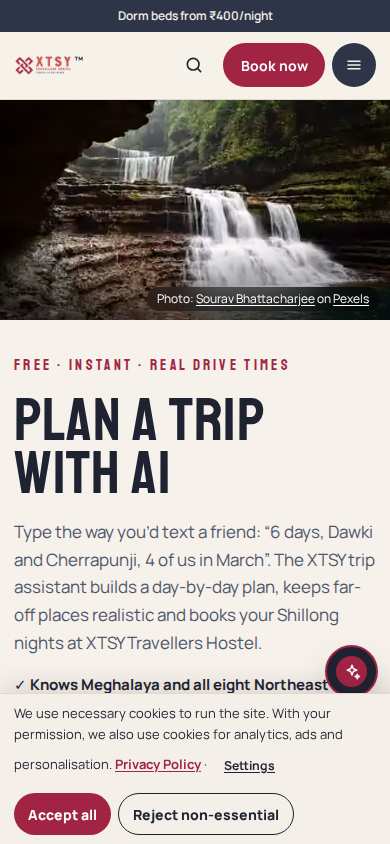 Dorm beds from ₹400/night
XTSY™
Book now
Photo: Sourav Bhattacharjee on Pexels
FREE · INSTANT · REAL DRIVE TIMES
PLAN A TRIP
WITH AI
Type the way you’d text a friend: “6 days, Dawki
and Cherrapunji, 4 of us in March”. The XTSY trip
assistant builds a day-by-day plan, keeps far-
off places realistic and books your Shillong
nights at XTSY Travellers Hostel.
✓ Knows Meghalaya and all eight Northeast
We use necessary cookies to run the site. With your
permission, we also use cookies for analytics, ads and
personalisation. Privacy Policy · Settings
Accept all
Reject non-essential